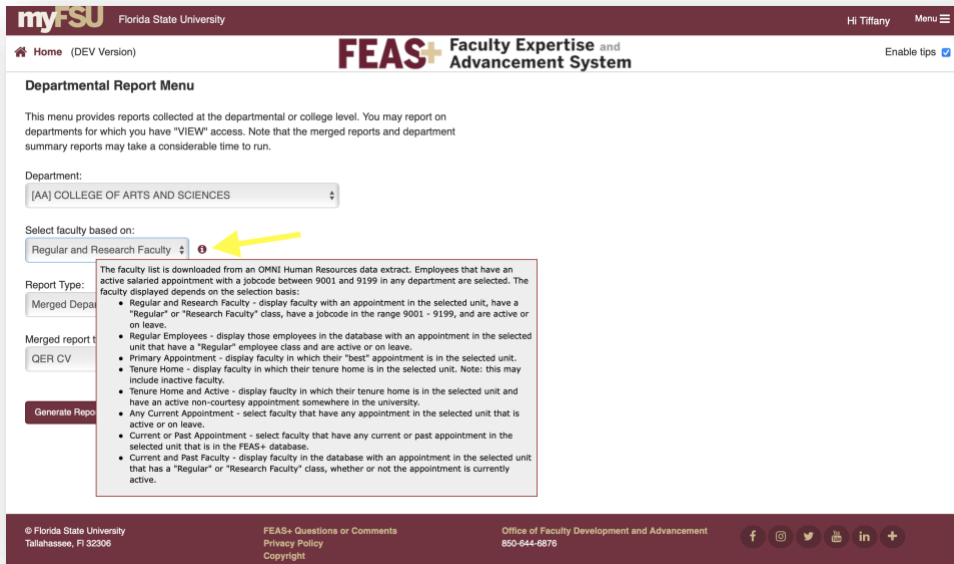 myFSU Florida State University Hi Tiffany Menu
Home (DEV Version) FEAS+ Faculty Expertise and Advancement System Enable tips
Departmental Report Menu
This menu provides reports collected at the departmental or college level. You may report on
departments for which you have "VIEW" access. Note that the merged reports and department
summary reports may take a considerable time to run.
Department:
[AA] COLLEGE OF ARTS AND SCIENCES
Select faculty based on:
Regular and Research Faculty
Report Type:
Merged Depar
Merged report t
QER CV
Generate Repo
The faculty list is downloaded from an OMNI Human Resources data extract. Employees that have an
active salaried appointment with a jobcode between 9001 and 9199 in any department are selected. The
faculty displayed depends on the selection basis:
• Regular and Research Faculty - display faculty with an appointment in the selected unit, have a
"Regular" or "Research Faculty" class, have a jobcode in the range 9001 - 9199, and are active or
on leave.
• Regular Employees - display those employees in the database with an appointment in the selected
unit that have a "Regular" employee class and are active or on leave.
• Primary Appointment - display faculty in which their "best" appointment is in the selected unit.
• Tenure Home - display faculty in which their tenure home is in the selected unit. Note: this may
include inactive faculty.
• Tenure Home and Active - display fauclty in which their tenure home is in the selected unit and
have an active non-courtesy appointment somewhere in the university.
• Any Current Appointment - select faculty that have any appointment in the selected unit that is
active or on leave.
• Current or Past Appointment - select faculty that have any current or past appointment in the
selected unit that is in the FEAS+ database.
• Current and Past Faculty - display faculty in the database with an appointment in the selected unit
that has a "Regular" or "Research Faculty" class, whether or not the appointment is currently
active.
© Florida State University
Tallahassee, Fl 32306
FEAS+ Questions or Comments
Privacy Policy
Copyright
Office of Faculty Development and Advancement
850-644-6876